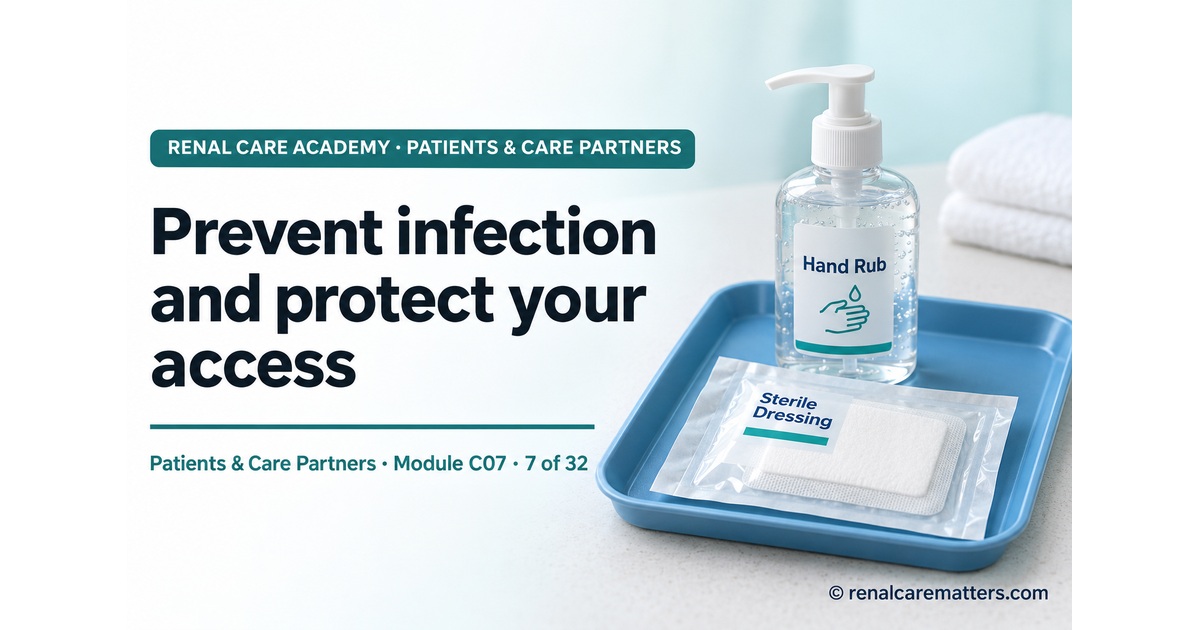 RENAL CARE ACADEMY · PATIENTS & CARE PARTNERS
Prevent infection
and protect your
access
Patients & Care Partners · Module C07 · 7 of 32
Hand Rub
Sterile
Dressing
© renalcarematters.com